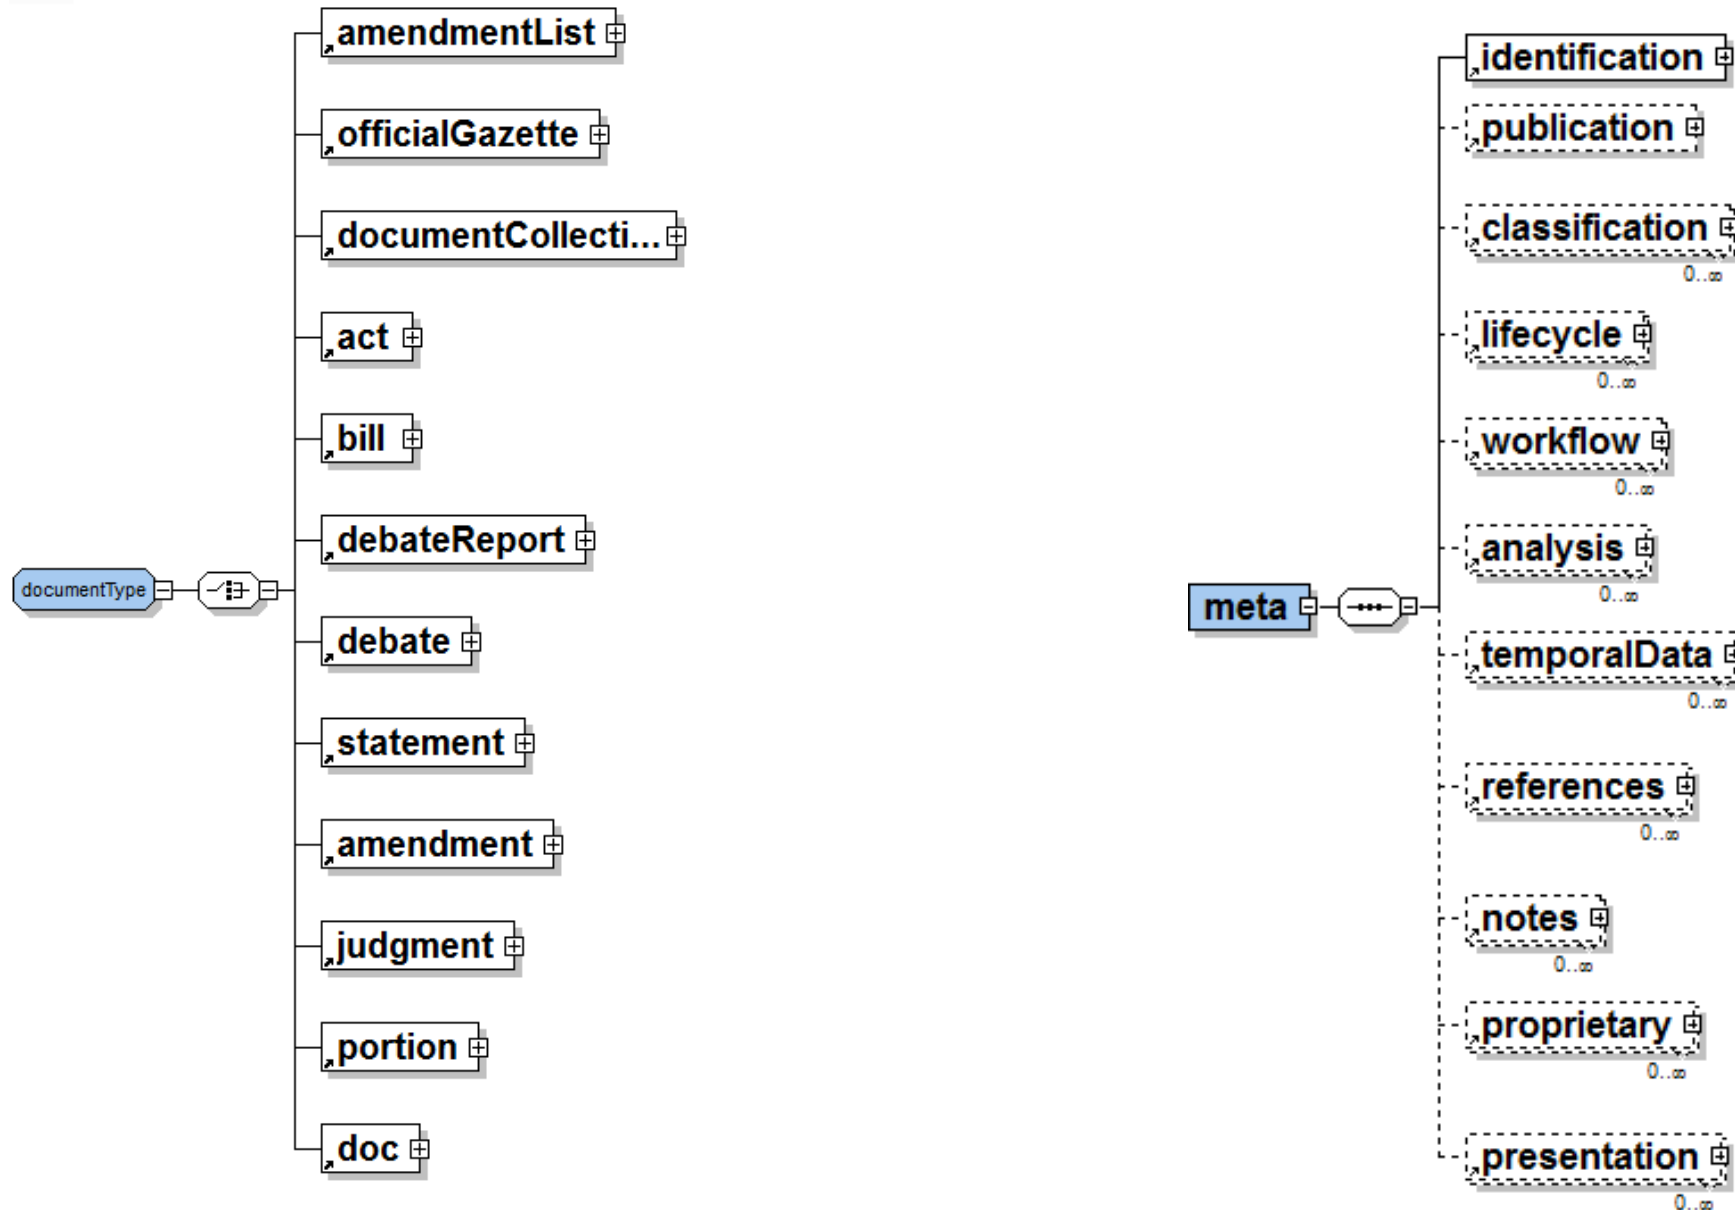 documentType
amendmentList
officialGazette
documentCollecti...
act
bill
debateReport
debate
statement
amendment
judgment
portion
doc
meta
identification
publication
classification
0..∞
lifecycle
0..∞
workflow
0..∞
analysis
0..∞
temporalData
0..∞
references
0..∞
notes
0..∞
proprietary
0..∞
presentation
0..∞